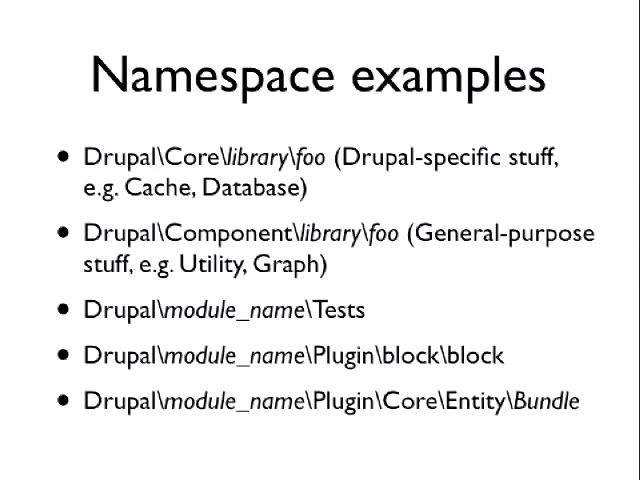 Namespace examples
• Drupal\Core\library\foo (Drupal-specific stuff,
e.g. Cache, Database)
• Drupal\Component\library\foo (General-purpose
stuff, e.g. Utility, Graph)
• Drupal\module_name\Tests
• Drupal\module_name\Plugin\block\block
• Drupal\module_name\Plugin\Core\Entity\Bundle